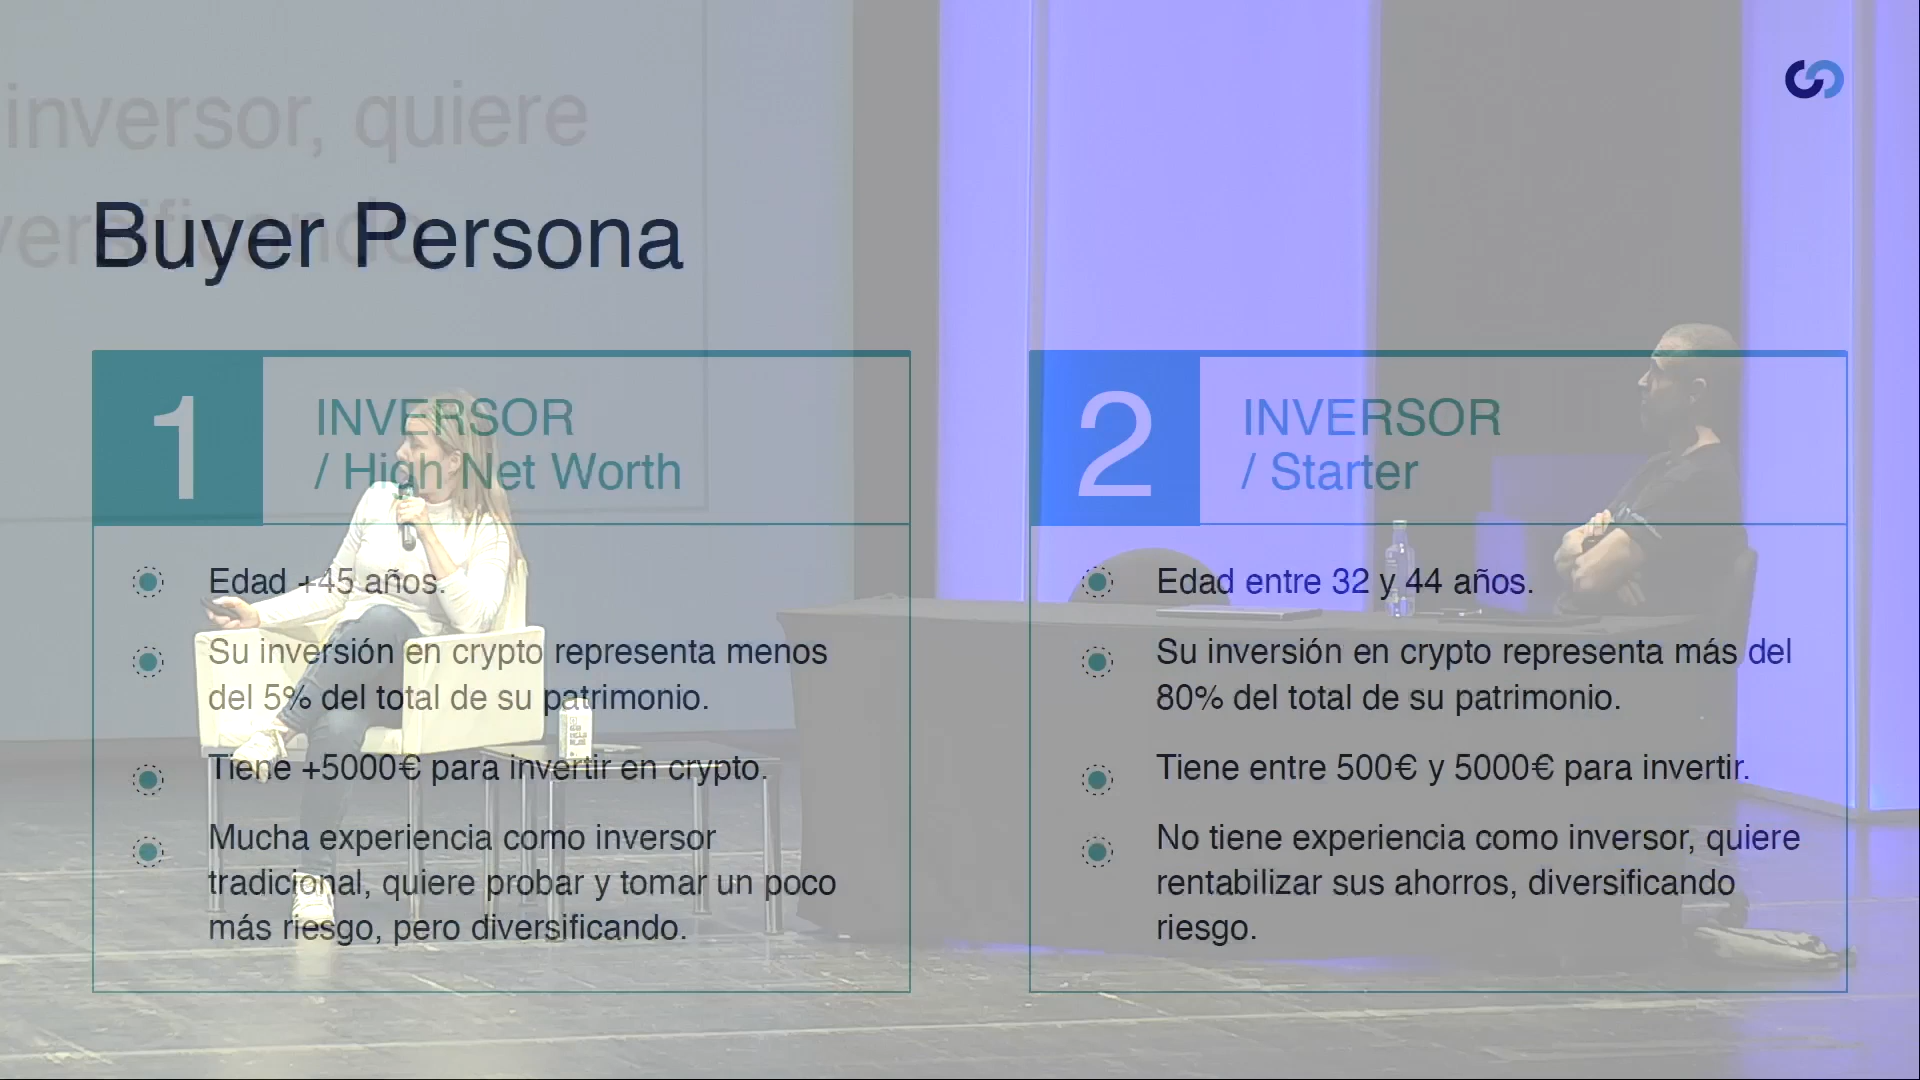 inversor, quiere
Buyer Persona
1
INVERSOR
/ High Net Worth
Edad +45 años.
Su inversión en crypto representa menos
del 5% del total de su patrimonio.
Tiene +5000€ para invertir en crypto.
Mucha experiencia como inversor
tradicional, quiere probar y tomar un poco
más riesgo, pero diversificando.
2
INVERSOR
/ Starter
Edad entre 32 y 44 años.
Su inversión en crypto representa más del
80% del total de su patrimonio.
Tiene entre 500€ y 5000€ para invertir.
No tiene experiencia como inversor, quiere
rentabilizar sus ahorros, diversificando
riesgo.